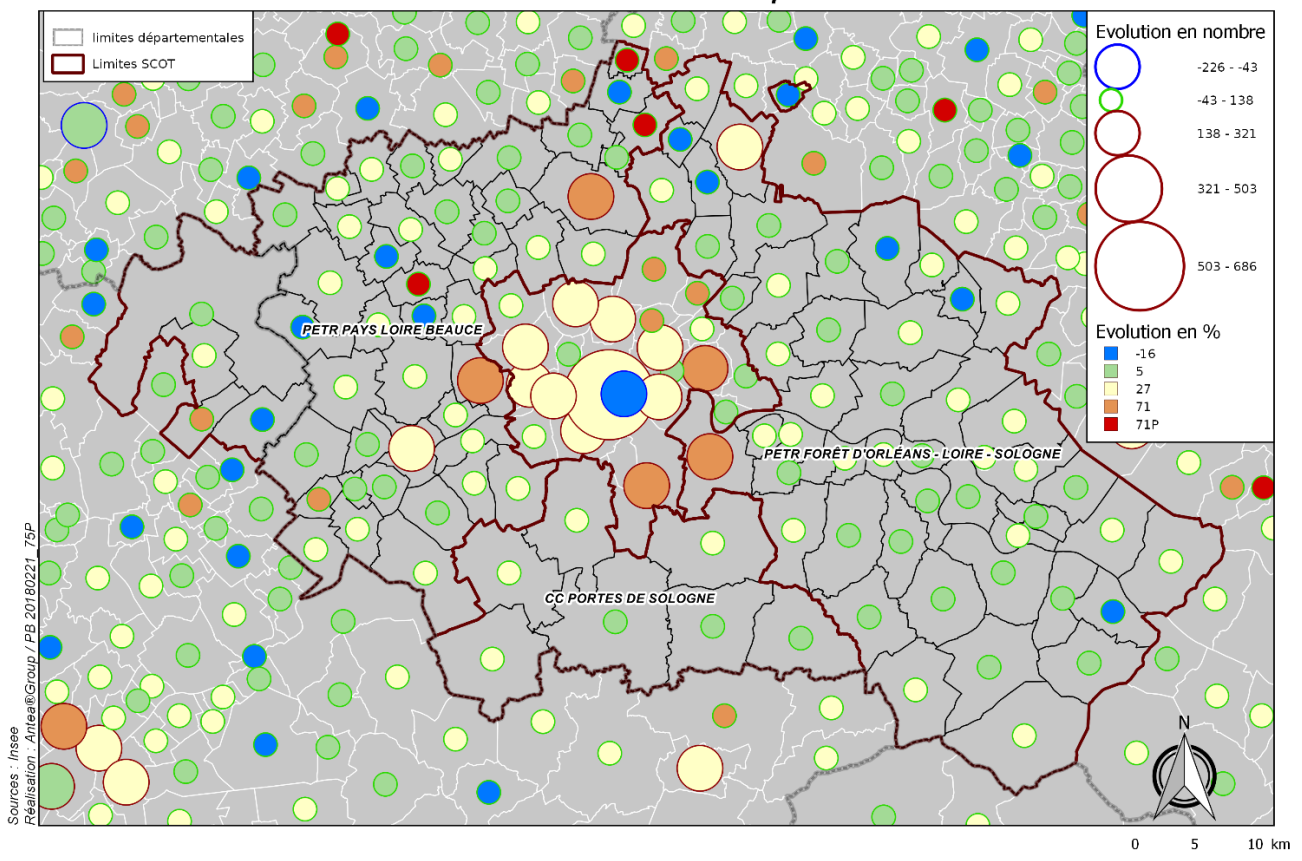 limites départementales
Limites SCOT
Evolution en nombre
-226 - -43
-43 - 138
138 - 321
321 - 503
503 - 686
Evolution en %
-16
5
27
71
71P
PETR PAYS LOIRE BEAUCE
PETR FORÊT D'ORLÉANS - LOIRE - SOLOGNE
CC PORTES DE SOLOGNE
Sources : Insee
Réalisation : Antea®Group / PB 20180221_75P
N
0 5 10 km